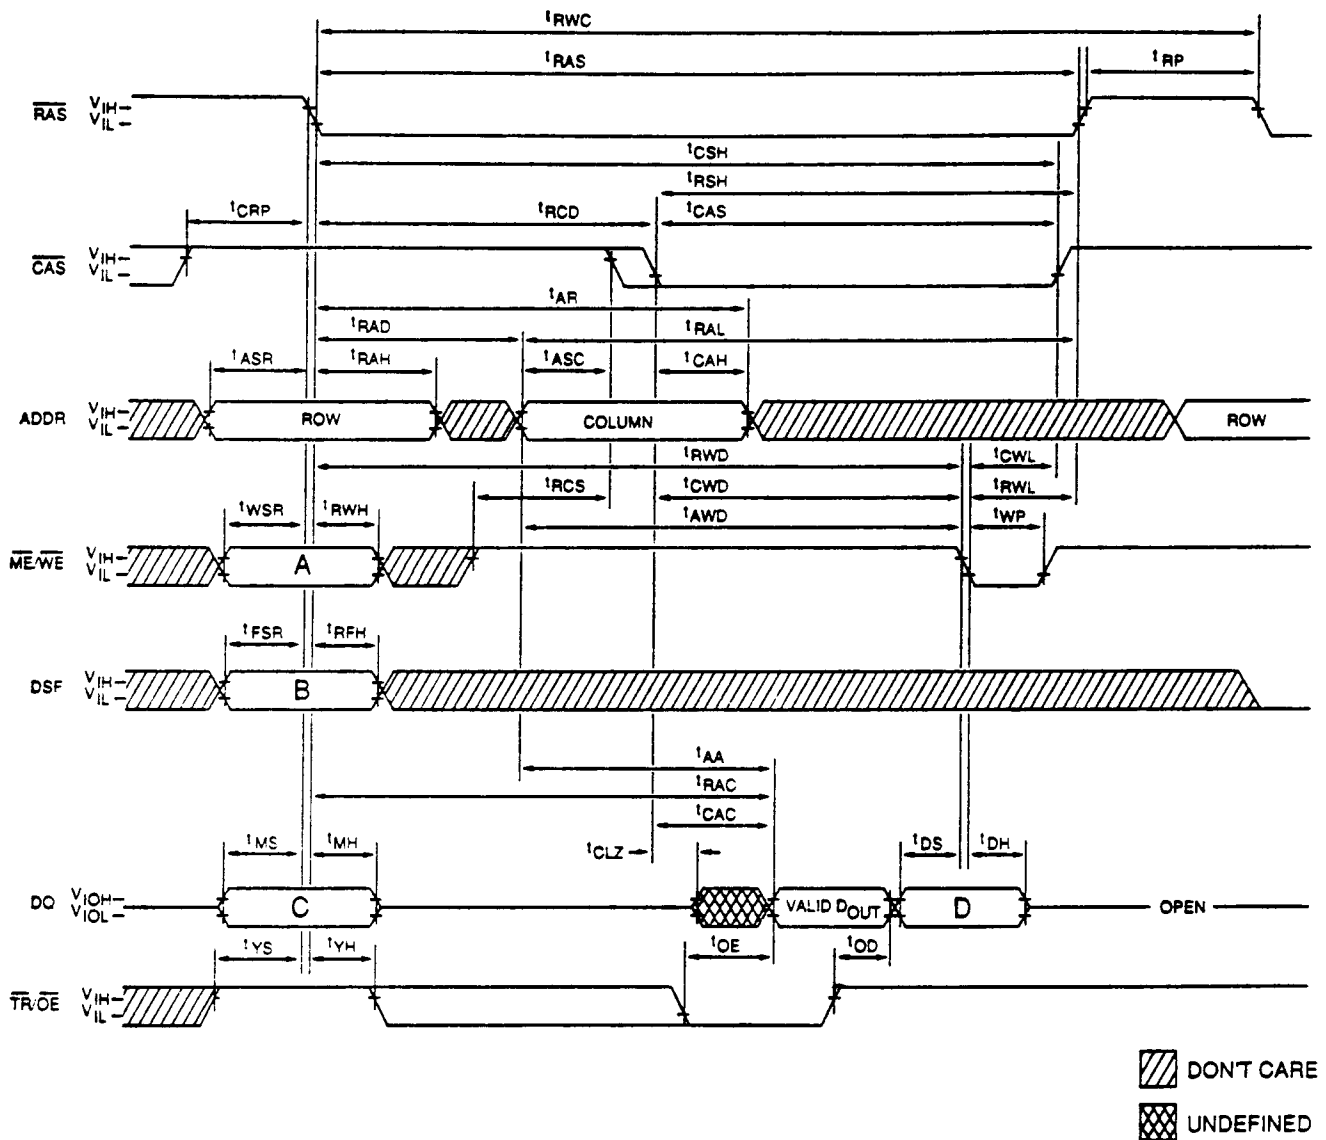 tRWC
tRAS
tRP
RAS
VIH
VIL
tCSH
tRSH
tCRP
tRCD
tCAS
CAS
VIH
VIL
tAR
tRAD
tRAL
tASR
tRAH
tASC
tCAH
ADDR
VIH
VIL
ROW
COLUMN
ROW
tRWD
tCWL
tRCS
tCWD
tRWL
tWSR
tRWH
tAWD
tWP
ME/WE
VIH
VIL
A
tFSR
tRFH
DSF
VIH
VIL
B
tAA
tRAC
tCAC
tMS
tMH
tCLZ
tDS
tDH
DQ
VIOH
VIOL
C
VALID DOUT
D
OPEN
tYS
tYH
tOE
tOD
TR/OE
VIH
VIL
DON'T CARE
UNDEFINED